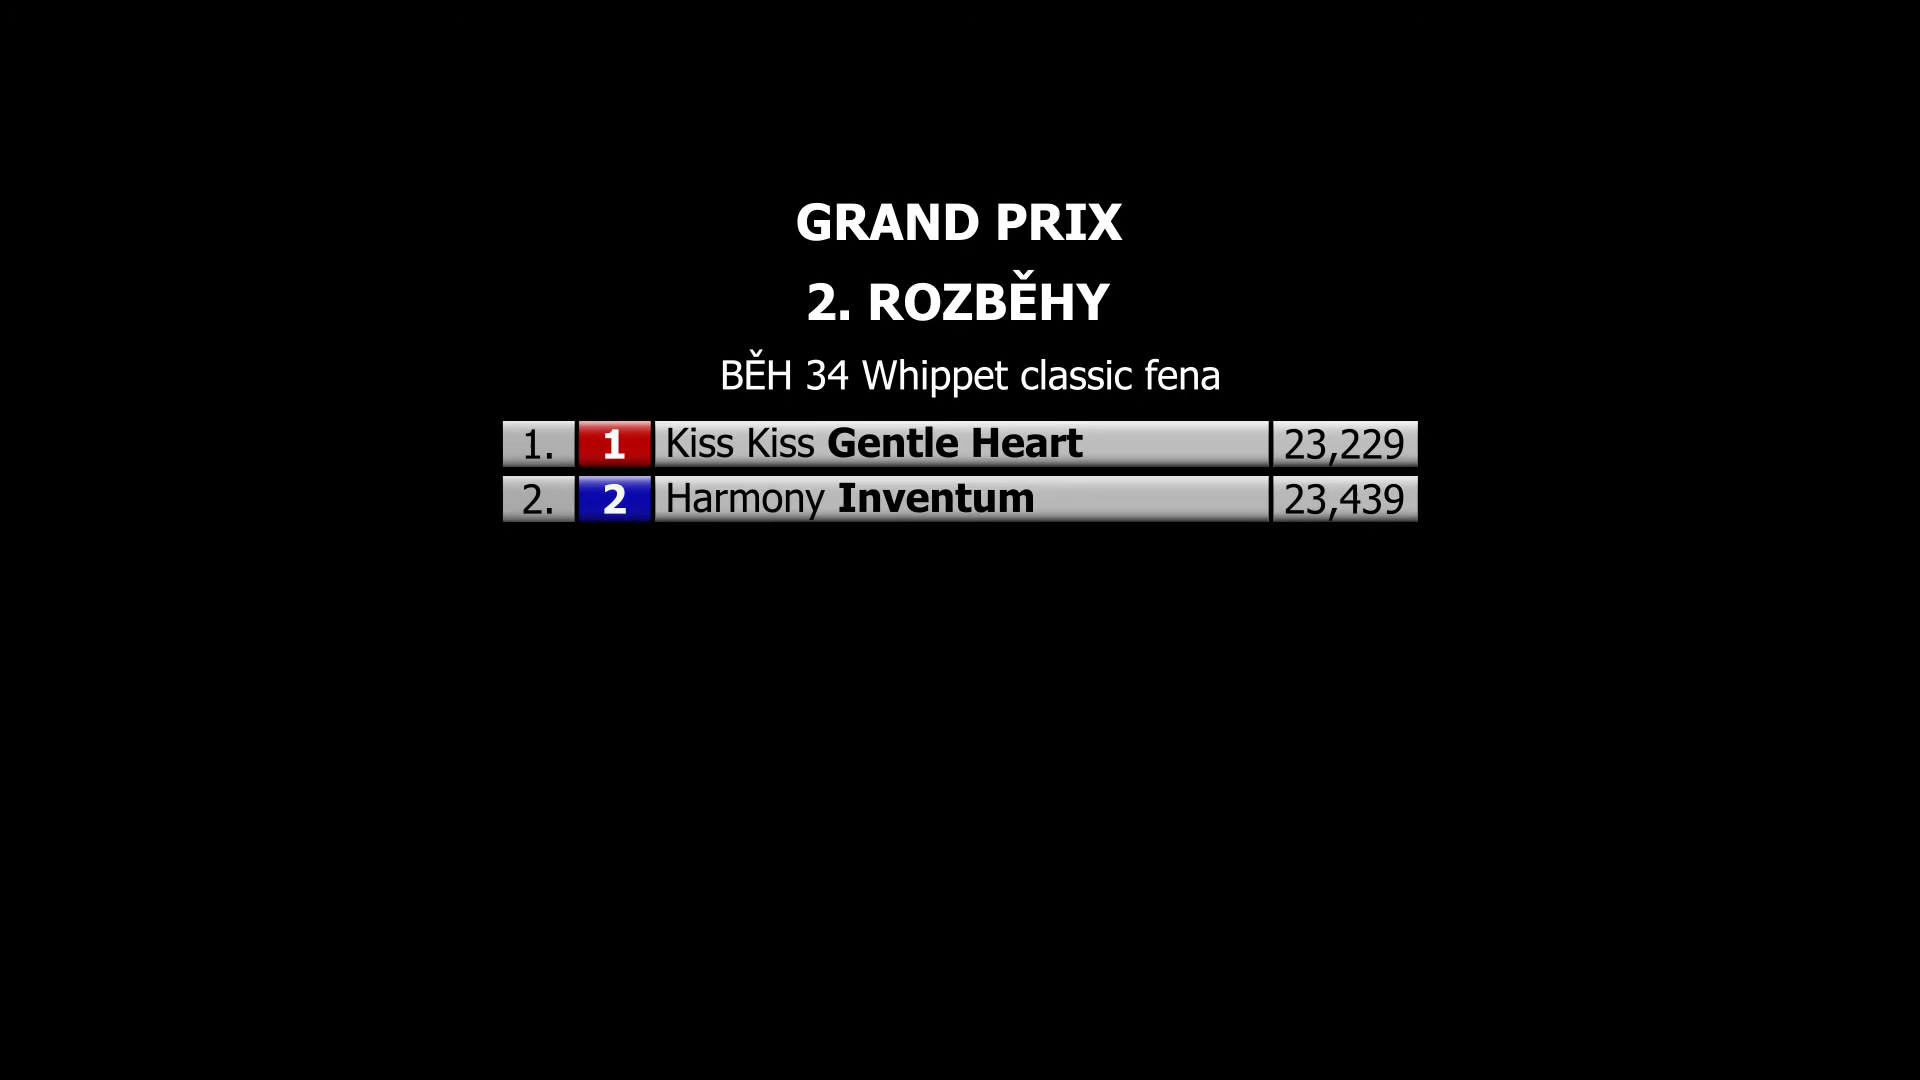 GRAND PRIX
2. ROZBĚHY
BĚH 34 Whippet classic fena
1. 1 Kiss Kiss Gentle Heart 23,229
2. 2 Harmony Inventum 23,439